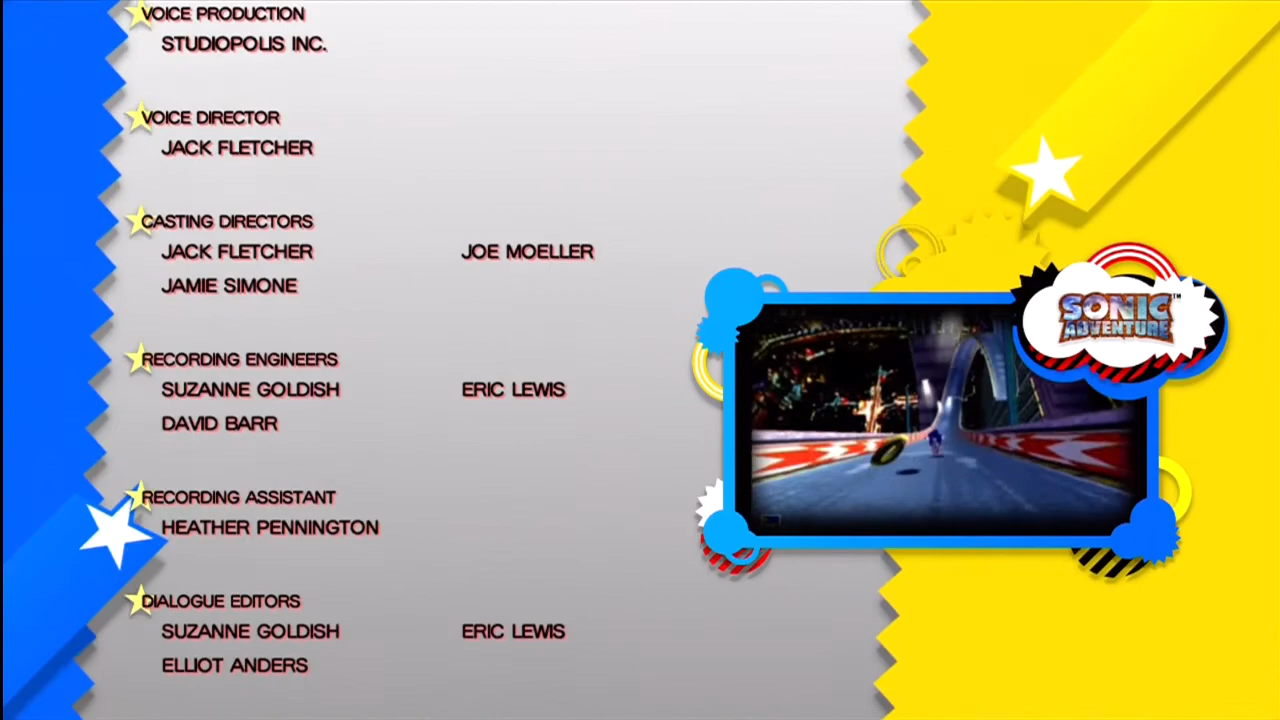 VOICE PRODUCTION
STUDIOPOLIS INC.
VOICE DIRECTOR
JACK FLETCHER
CASTING DIRECTORS
JACK FLETCHER JOE MOELLER
JAMIE SIMONE
RECORDING ENGINEERS
SUZANNE GOLDISH ERIC LEWIS
DAVID BARR
RECORDING ASSISTANT
HEATHER PENNINGTON
DIALOGUE EDITORS
SUZANNE GOLDISH ERIC LEWIS
ELLIOT ANDERS
SONIC
ADVENTURE™